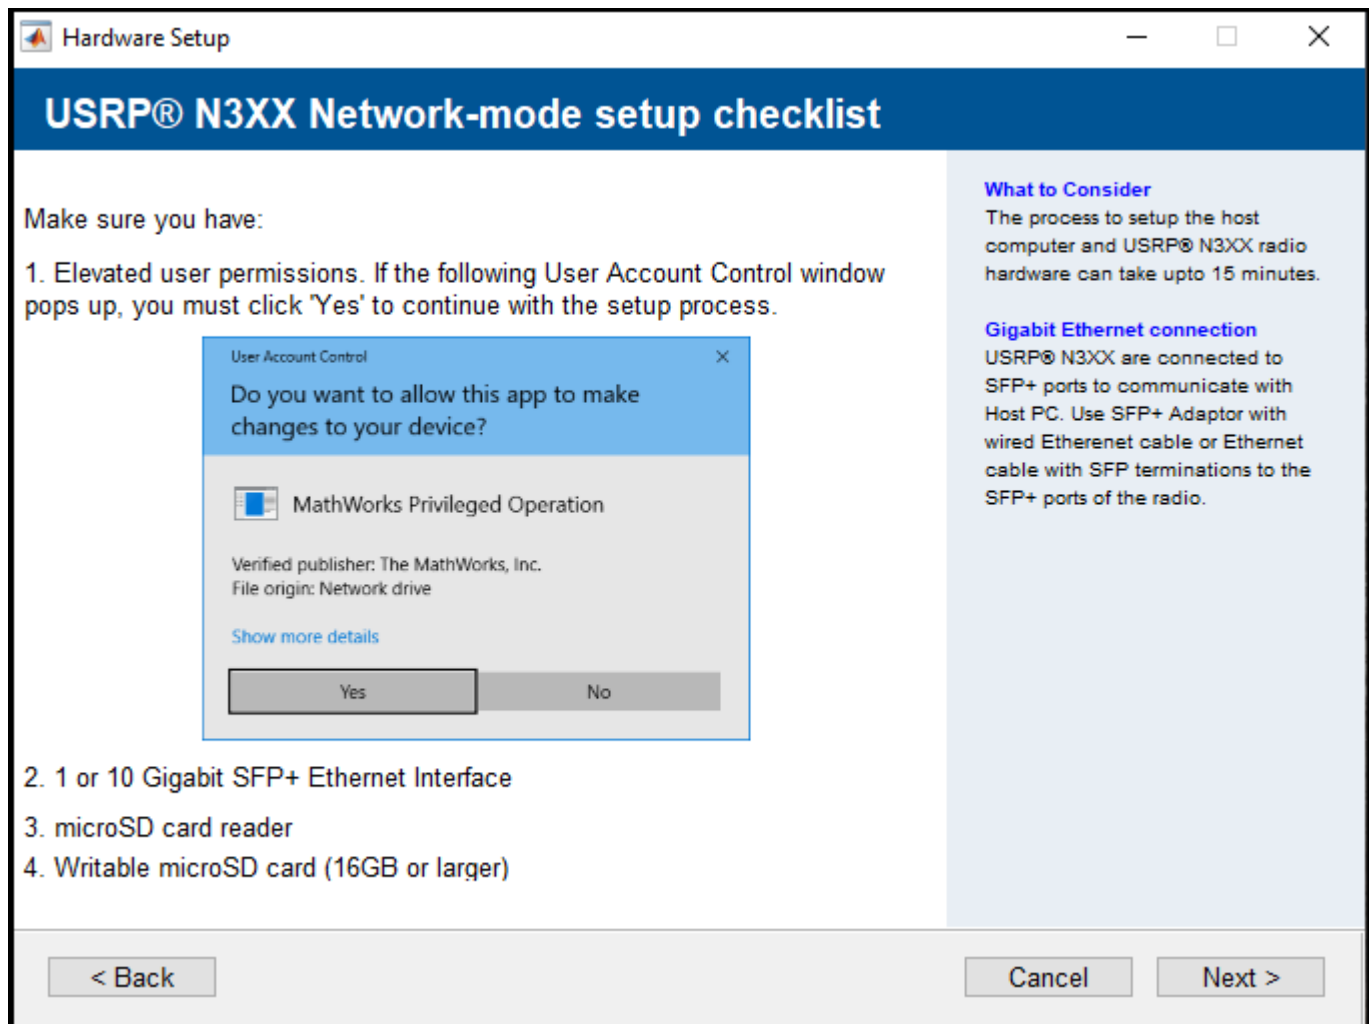 Hardware Setup
USRP® N3XX Network-mode setup checklist
Make sure you have:
1. Elevated user permissions. If the following User Account Control window
pops up, you must click 'Yes' to continue with the setup process.
User Account Control
Do you want to allow this app to make
changes to your device?
MathWorks Privileged Operation
Verified publisher: The MathWorks, Inc.
File origin: Network drive
Show more details
Yes
No
2. 1 or 10 Gigabit SFP+ Ethernet Interface
3. microSD card reader
4. Writable microSD card (16GB or larger)
What to Consider
The process to setup the host
computer and USRP® N3XX radio
hardware can take upto 15 minutes.
Gigabit Ethernet connection
USRP® N3XX are connected to
SFP+ ports to communicate with
Host PC. Use SFP+ Adaptor with
wired Etherenet cable or Ethernet
cable with SFP terminations to the
SFP+ ports of the radio.
< Back
Cancel
Next >